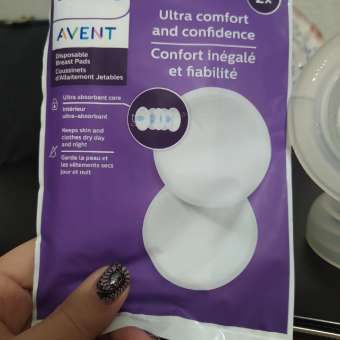 AVENT
Disposable
Breast Pads
Coussinets
d'Allaitement Jetables
Ultra comfort
and confidence
Confort inégalé
et fiabilité
Ultra absorbant core
Intérieur
ultra-absorbant
Keeps skin and
clothes dry day
and night
Garde la peau et
les vêtements secs
jour et nuit